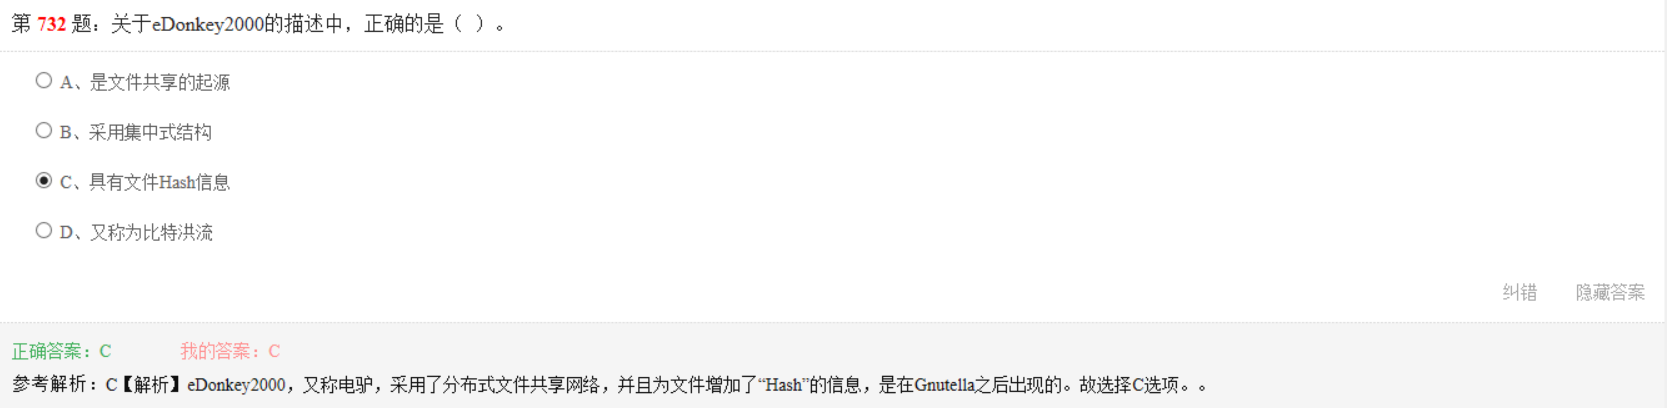 第 732 题：关于eDonkey2000的描述中，正确的是（ ）。
A、是文件共享的起源
B、采用集中式结构
C、具有文件Hash信息
D、又称为比特洪流
纠错 隐藏答案
正确答案：C 我的答案：C
参考解析：C【解析】eDonkey2000，又称电驴，采用了分布式文件共享网络，并且为文件增加了“Hash”的信息，是在Gnutella之后出现的。故选择C选项。。